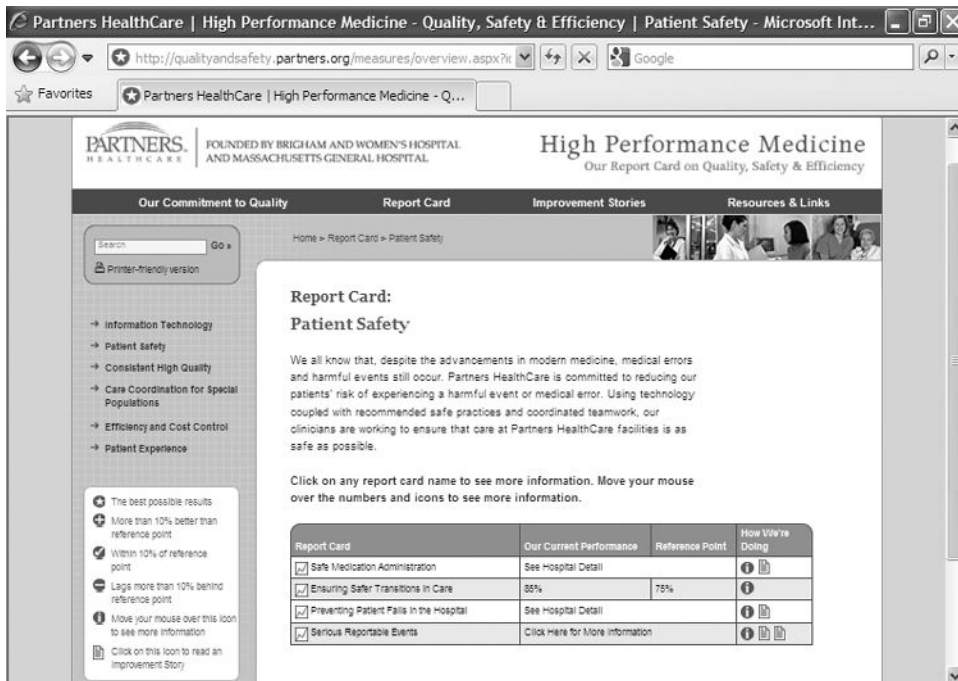 Partners HealthCare | High Performance Medicine - Quality, Safety & Efficiency | Patient Safety - Microsoft Int...
http://qualityandsafety.partners.org/measures/overview.aspx?
Google
Favorites
Partners HealthCare | High Performance Medicine - Q...
PARTNERS.
HEALTHCARE
FOUNDED BY BRIGHAM AND WOMEN'S HOSPITAL
AND MASSACHUSETTS GENERAL HOSPITAL
High Performance Medicine
Our Report Card on Quality, Safety & Efficiency
Our Commitment to Quality Report Card Improvement Stories Resources & Links
Search Go »
Printer-friendly version
Home » Report Card » Patient Safety
Information Technology
Patient Safety
Consistent High Quality
Care Coordination for Special
Populations
Efficiency and Cost Control
Patient Experience
The best possible results
More than 10% better than
reference point
Within 10% of reference
point
Lags more than 10% behind
reference point
Move your mouse over this icon
to see more information
Click on this icon to read an
Improvement Story
Report Card:
Patient Safety
We all know that, despite the advancements in modern medicine, medical errors
and harmful events still occur. Partners HealthCare is committed to reducing our
patients' risk of experiencing a harmful event or medical error. Using technology
coupled with recommended safe practices and coordinated teamwork, our
clinicians are working to ensure that care at Partners HealthCare facilities is as
safe as possible.
Click on any report card name to see more information. Move your mouse
over the numbers and icons to see more information.
Report Card Our Current Performance Reference Point How We're
Doing
Safe Medication Administration See Hospital Detail
Ensuring Safer Transitions in Care 85% 75%
Preventing Patient Falls in the Hospital See Hospital Detail
Serious Reportable Events Click Here for More Information